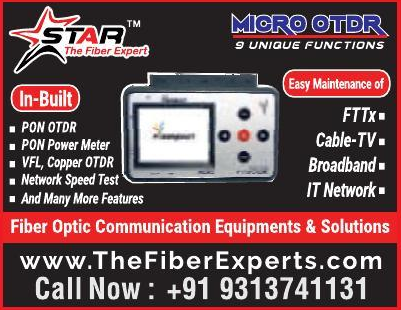 STAR™
The Fiber Expert
MICRO OTDR
9 UNIQUE FUNCTIONS
In-Built
PON OTDR
PON Power Meter
VFL, Copper OTDR
Network Speed Test
And Many More Features
Easy Maintenance of
FTTx
Cable-TV
Broadband
IT Network
Fiber Optic Communication Equipments & Solutions
www.TheFiberExperts.com
Call Now : +91 9313741131